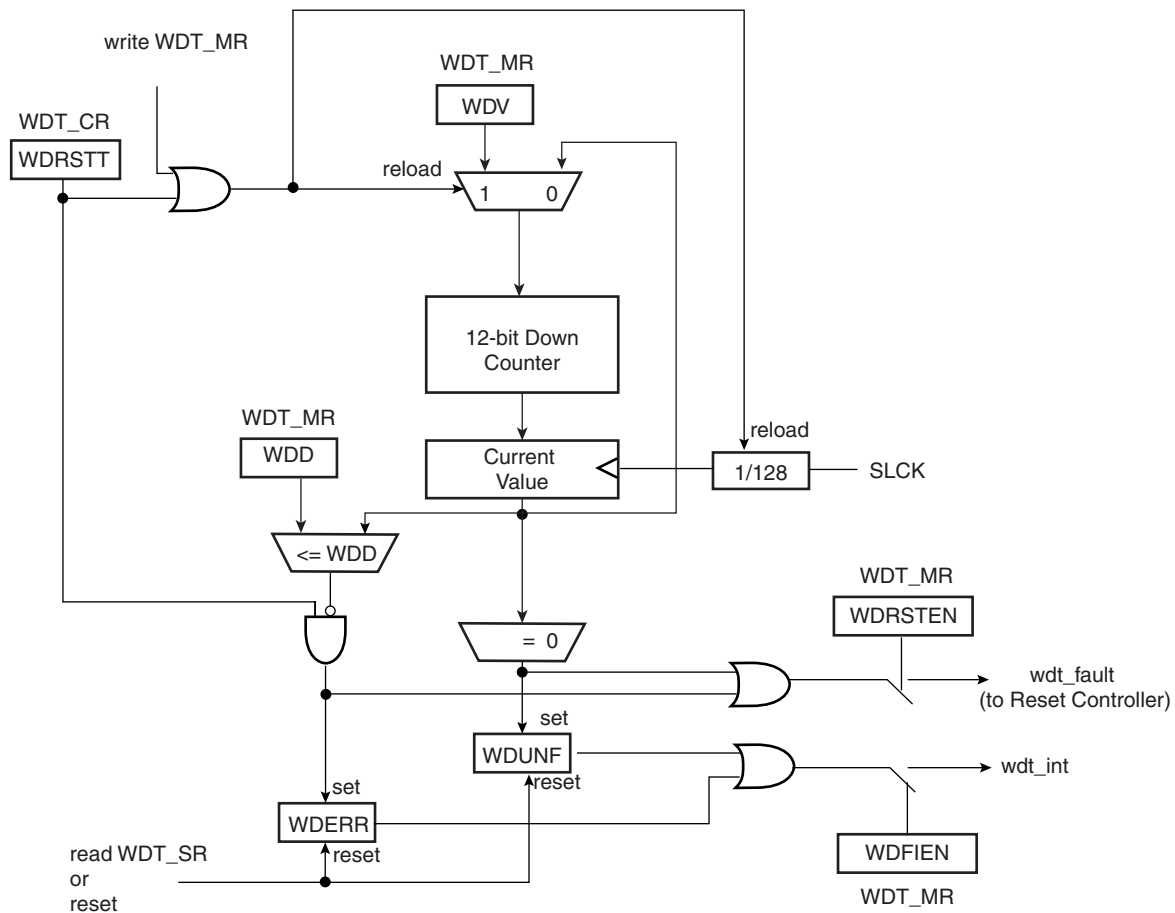 write WDT_MR
WDT_MR
WDV
WDT_CR
WDRSTT
reload
1 0
12-bit Down
Counter
WDT_MR
WDD
reload
Current
Value
1/128
SLCK
<= WDD
= 0
WDT_MR
WDRSTEN
wdt_fault
(to Reset Controller)
set
WDUNF
reset
wdt_int
set
WDERR
reset
WDFIEN
WDT_MR
read WDT_SR
or
reset